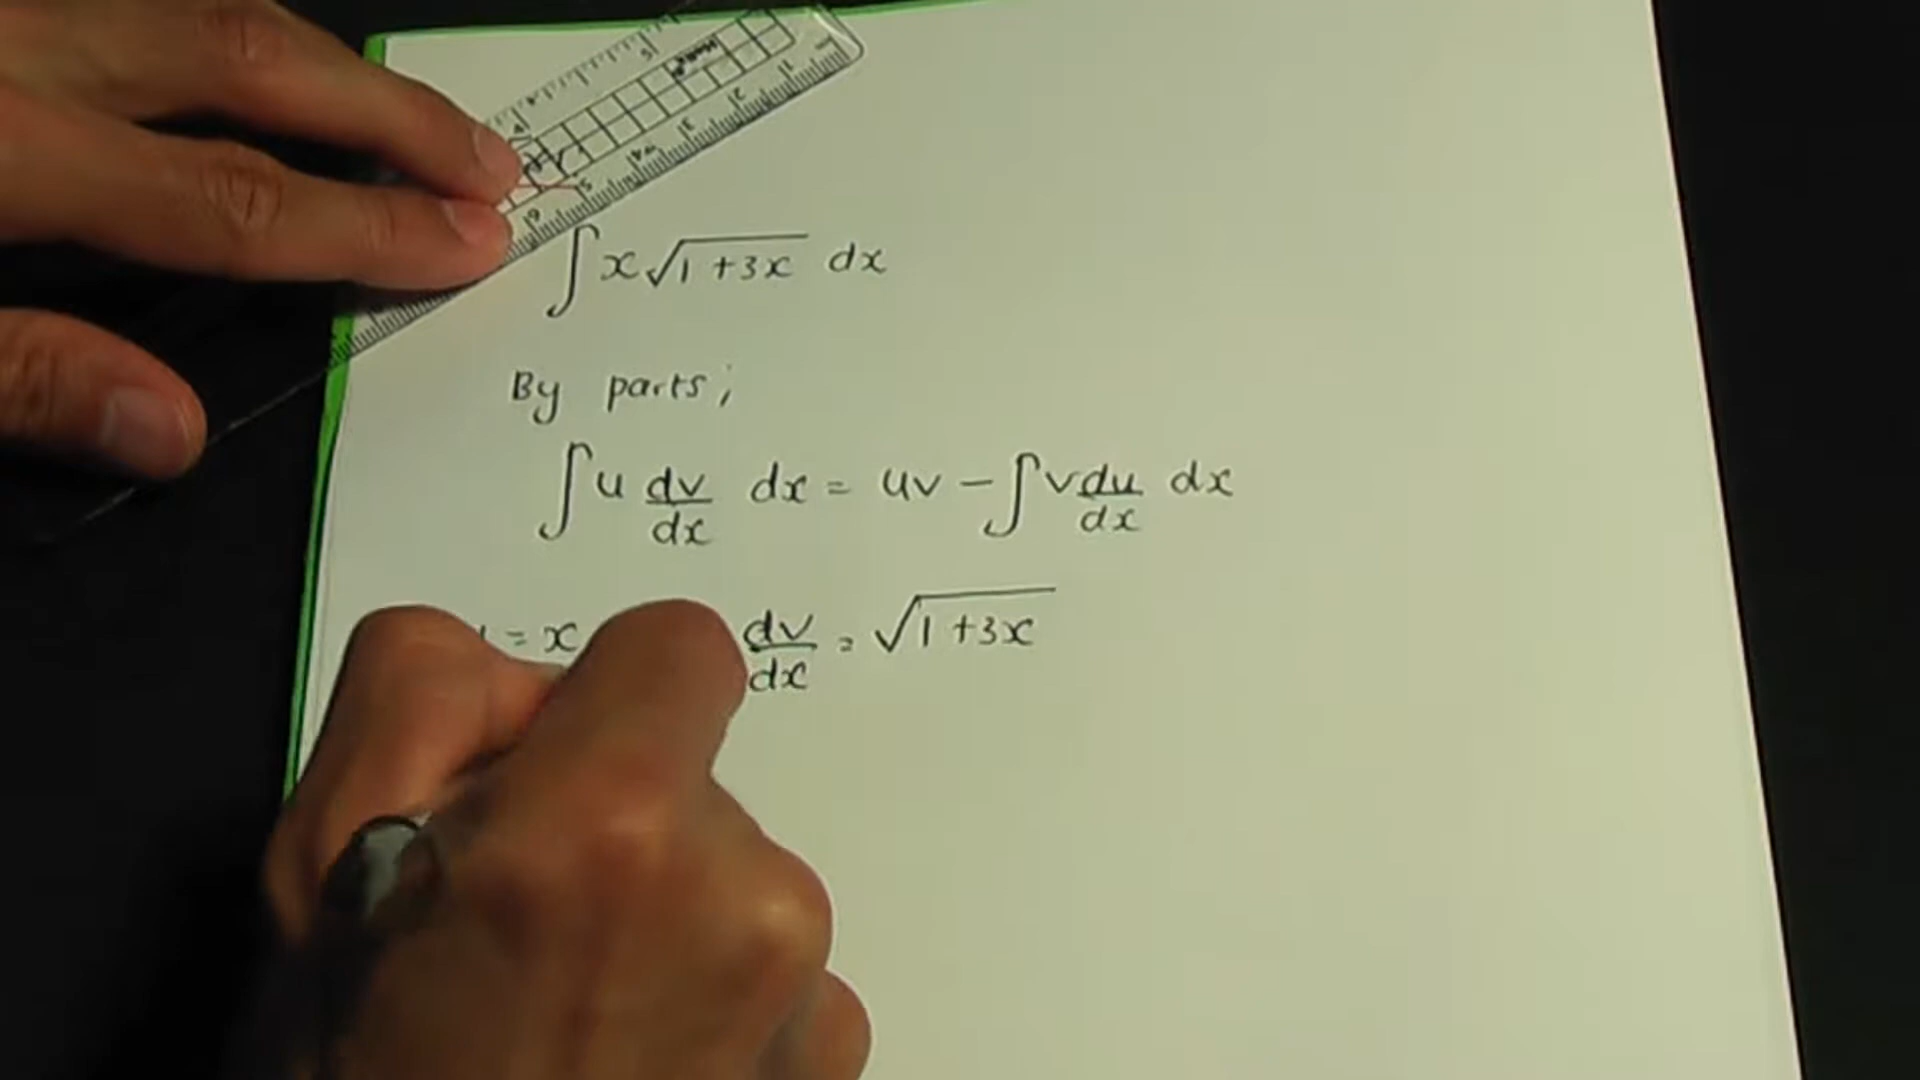 ∫ x √(1 + 3x) dx
By parts;
∫ u dv/dx dx = uv − ∫ v du/dx dx
= x dv/dx = √(1 + 3x)